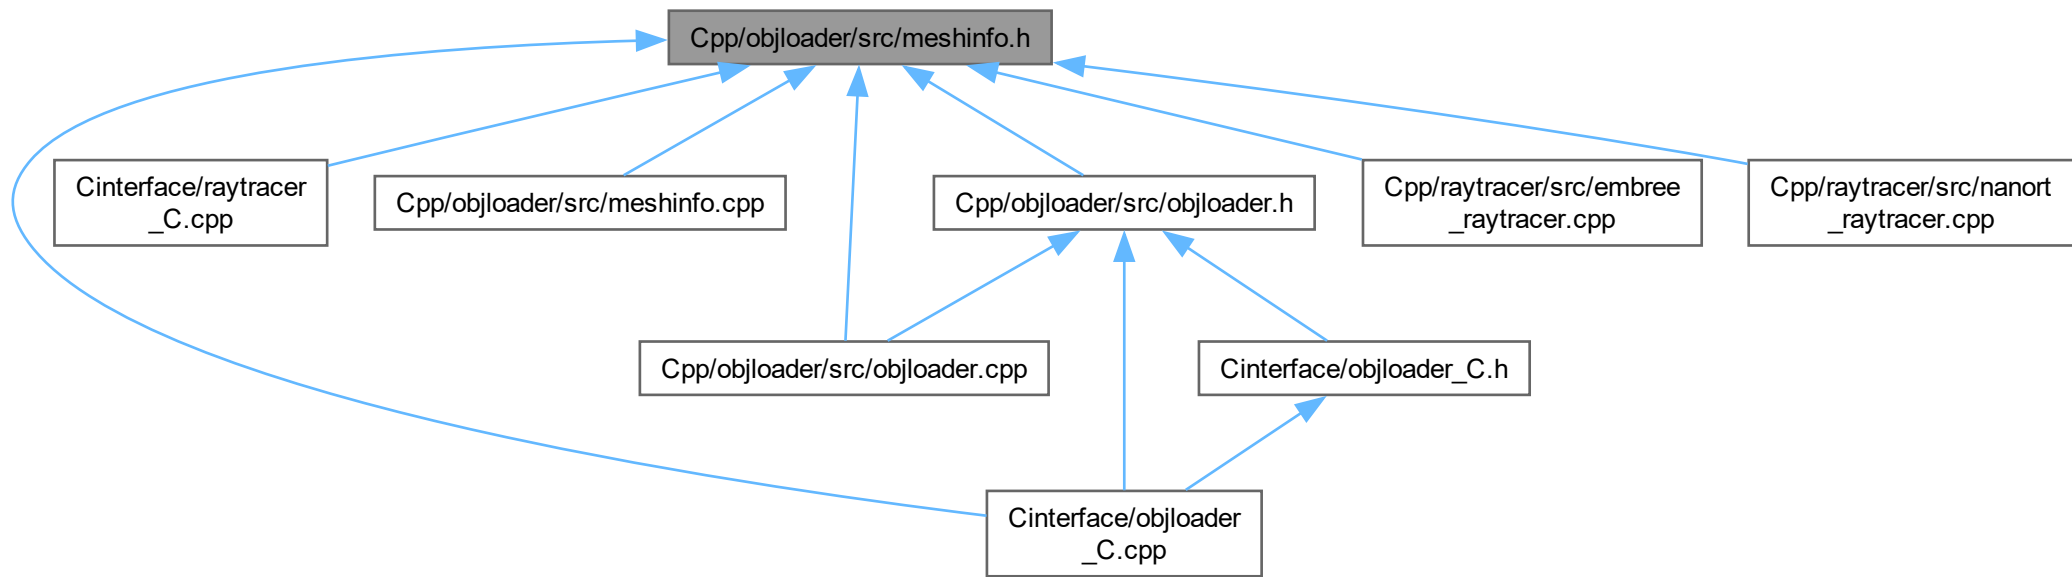 Cpp/objloader/src/meshinfo.h
Cinterface/raytracer
_C.cpp
Cpp/objloader/src/meshinfo.cpp
Cpp/objloader/src/objloader.h
Cpp/raytracer/src/embree
_raytracer.cpp
Cpp/raytracer/src/nanort
_raytracer.cpp
Cpp/objloader/src/objloader.cpp
Cinterface/objloader_C.h
Cinterface/objloader
_C.cpp